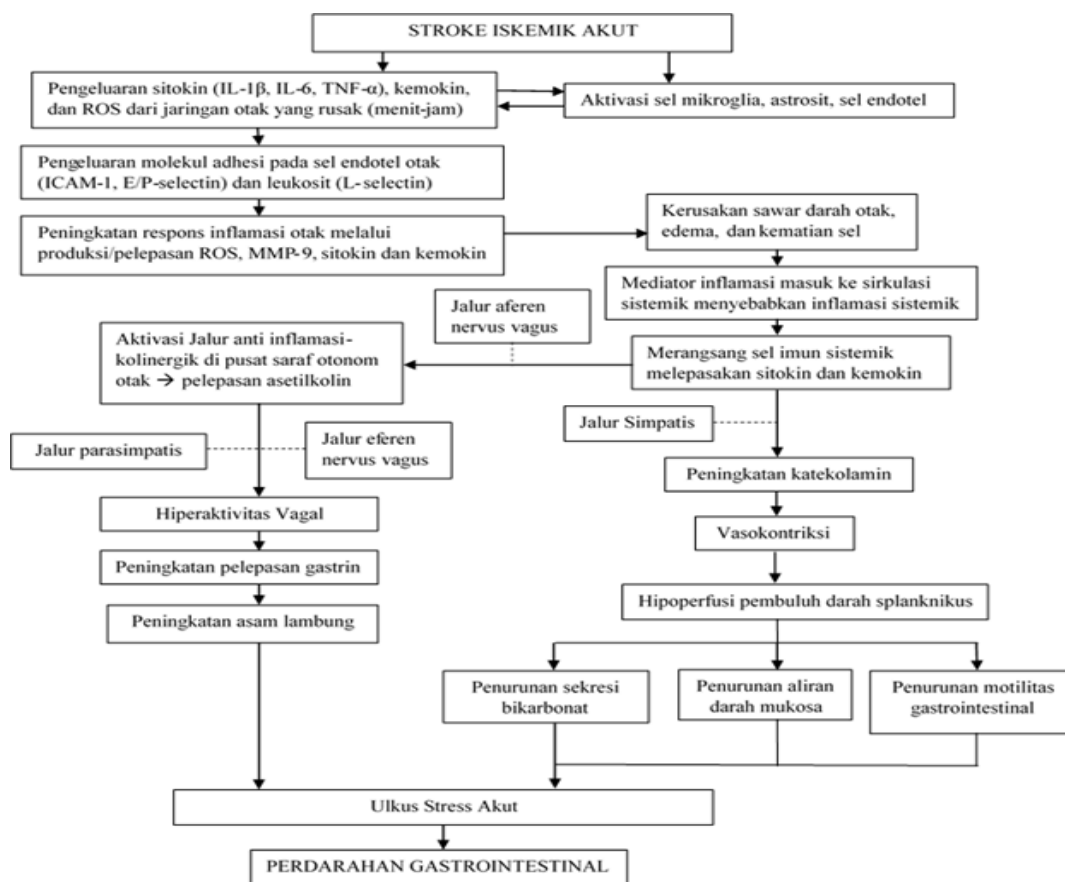 STROKE ISKEMIK AKUT
Pengeluaran sitokin (IL-1β, IL-6, TNF-α), kemokin,
dan ROS dari jaringan otak yang rusak (menit-jam)
Aktivasi sel mikroglia, astrosit, sel endotel
Pengeluaran molekul adhesi pada sel endotel otak
(ICAM-1, E/P-selectin) dan leukosit (L-selectin)
Peningkatan respons inflamasi otak melalui
produksi/pelepasan ROS, MMP-9, sitokin dan kemokin
Kerusakan sawar darah otak,
edema, dan kematian sel
Mediator inflamasi masuk ke sirkulasi
sistemik menyebabkan inflamasi sistemik
Jalur aferen
nervus vagus
Aktivasi Jalur anti inflamasi-
kolinergik di pusat saraf otonom
otak → pelepasan asetilkolin
Merangsang sel imun sistemik
melepasakan sitokin dan kemokin
Jalur Simpatis
Jalur parasimpatis
Jalur eferen
nervus vagus
Peningkatan katekolamin
Hiperaktivitas Vagal
Vasokontriksi
Peningkatan pelepasan gastrin
Hipoperfusi pembuluh darah splanknikus
Peningkatan asam lambung
Penurunan sekresi
bikarbonat
Penurunan aliran
darah mukosa
Penurunan motilitas
gastrointestinal
Ulkus Stress Akut
PERDARAHAN GASTROINTESTINAL